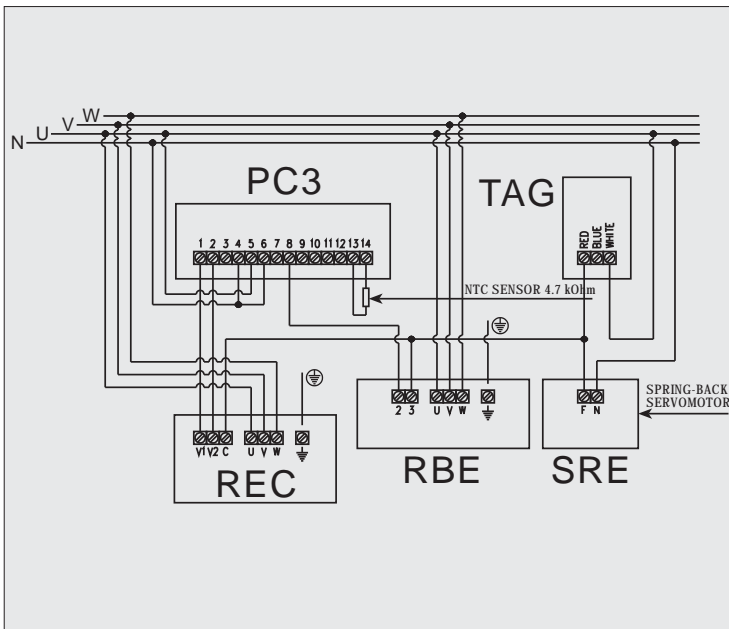 W
V
U
N
PC3
TAG
1 2 3 4 5 6 7 8 9 10 11 12 13 14
RED
BLUE
WHITE
NTC SENSOR 4.7 kOhm
SPRING-BACK
SERVOMOTOR
V1 V2 C U V W
REC
2 3 U V W
RBE
F N
SRE